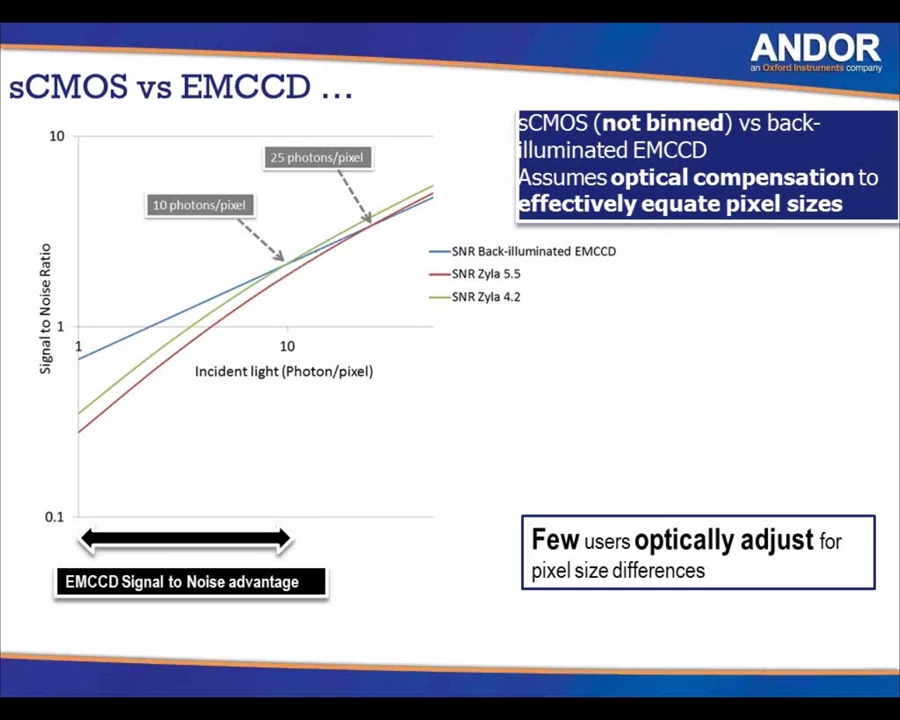 ANDOR
an Oxford Instruments company
sCMOS vs EMCCD ...
sCMOS (not binned) vs back-
illuminated EMCCD
Assumes optical compensation to
effectively equate pixel sizes
10
25 photons/pixel
10 photons/pixel
Signal to Noise Ratio
1
1
10
Incident light (Photon/pixel)
0.1
SNR Back-illuminated EMCCD
SNR Zyla 5.5
SNR Zyla 4.2
EMCCD Signal to Noise advantage
Few users optically adjust for
pixel size differences